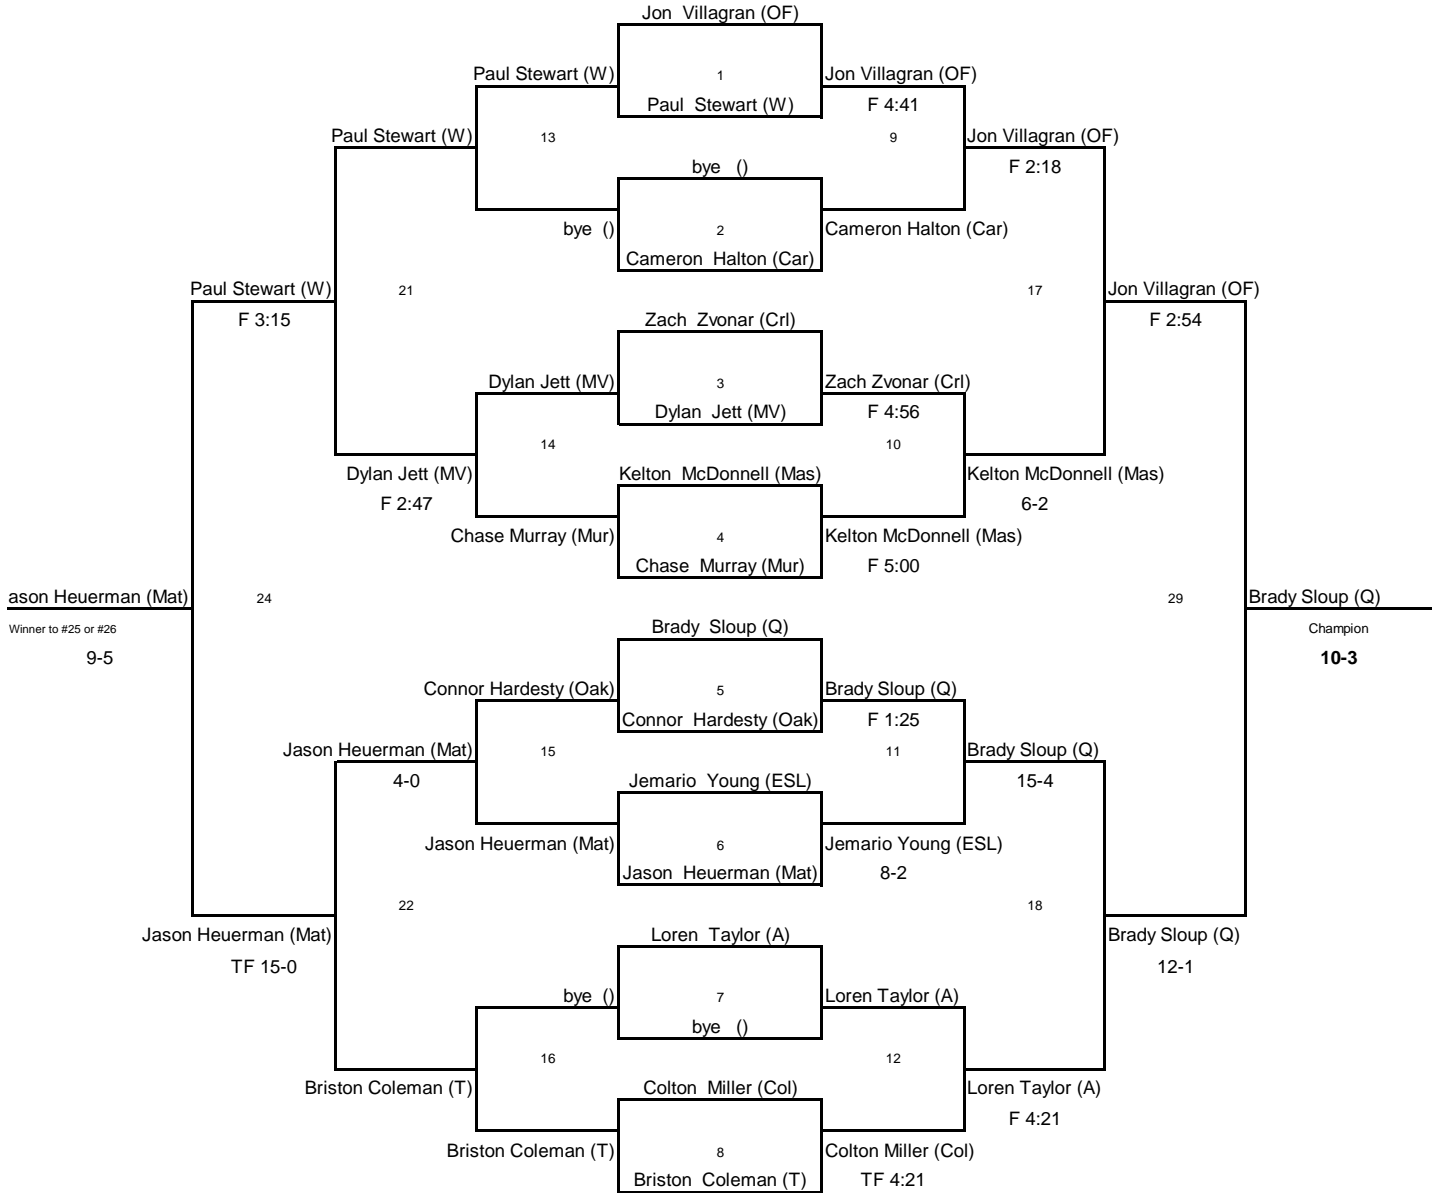 Jon Villagran (OF)
Paul Stewart (W)
1
Jon Villagran (OF)
Paul Stewart (W)
F 4:41
Paul Stewart (W)
13
9
Jon Villagran (OF)
bye ()
F 2:18
bye ()
2
Cameron Halton (Car)
Cameron Halton (Car)
Paul Stewart (W)
21
17
Jon Villagran (OF)
F 3:15
Zach Zvonar (Crl)
F 2:54
Dylan Jett (MV)
3
Zach Zvonar (Crl)
Dylan Jett (MV)
F 4:56
14
10
Dylan Jett (MV)
Kelton McDonnell (Mas)
Kelton McDonnell (Mas)
F 2:47
6-2
Chase Murray (Mur)
4
Kelton McDonnell (Mas)
Chase Murray (Mur)
F 5:00
ason Heuerman (Mat)
24
29
Brady Sloup (Q)
Winner to #25 or #26
Brady Sloup (Q)
Champion
9-5
10-3
Connor Hardesty (Oak)
5
Brady Sloup (Q)
Connor Hardesty (Oak)
F 1:25
Jason Heuerman (Mat)
15
11
Brady Sloup (Q)
4-0
Jemario Young (ESL)
15-4
Jason Heuerman (Mat)
6
Jemario Young (ESL)
Jason Heuerman (Mat)
8-2
22
18
Jason Heuerman (Mat)
Loren Taylor (A)
Brady Sloup (Q)
TF 15-0
12-1
bye ()
7
Loren Taylor (A)
bye ()
16
12
Briston Coleman (T)
Colton Miller (Col)
Loren Taylor (A)
F 4:21
Briston Coleman (T)
8
Colton Miller (Col)
Briston Coleman (T)
TF 4:21